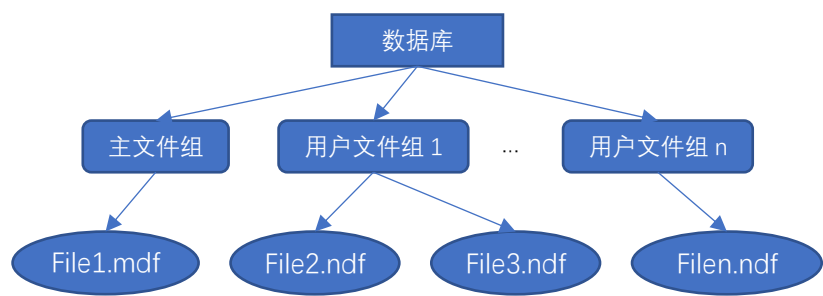 数据库
主文件组
用户文件组 1
...
用户文件组 n
File1.mdf
File2.ndf
File3.ndf
Filen.ndf